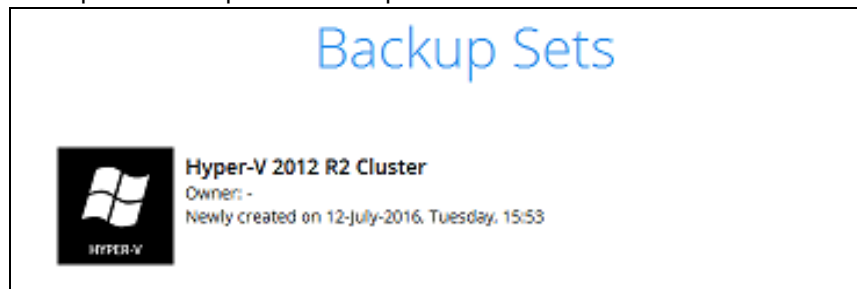 Backup Sets
Hyper-V 2012 R2 Cluster
Owner: -
Newly created on 12-July-2016, Tuesday, 15:53
HYPER-V